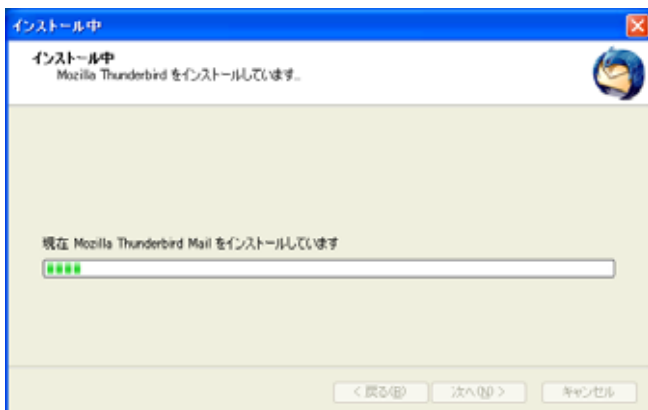 インストール中
インストール中
Mozilla Thunderbird をインストールしています...
現在 Mozilla Thunderbird Mail をインストールしています
< 戻る(B)
次へ(N) >
キャンセル